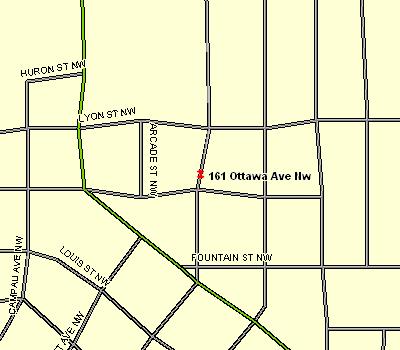 HURON ST NW
LYON ST NW
ARCADE ST NW
161 Ottawa Ave Nw
FOUNTAIN ST NW
CAMPAU AVE NW
LOUIS ST NW
ST AVE NW